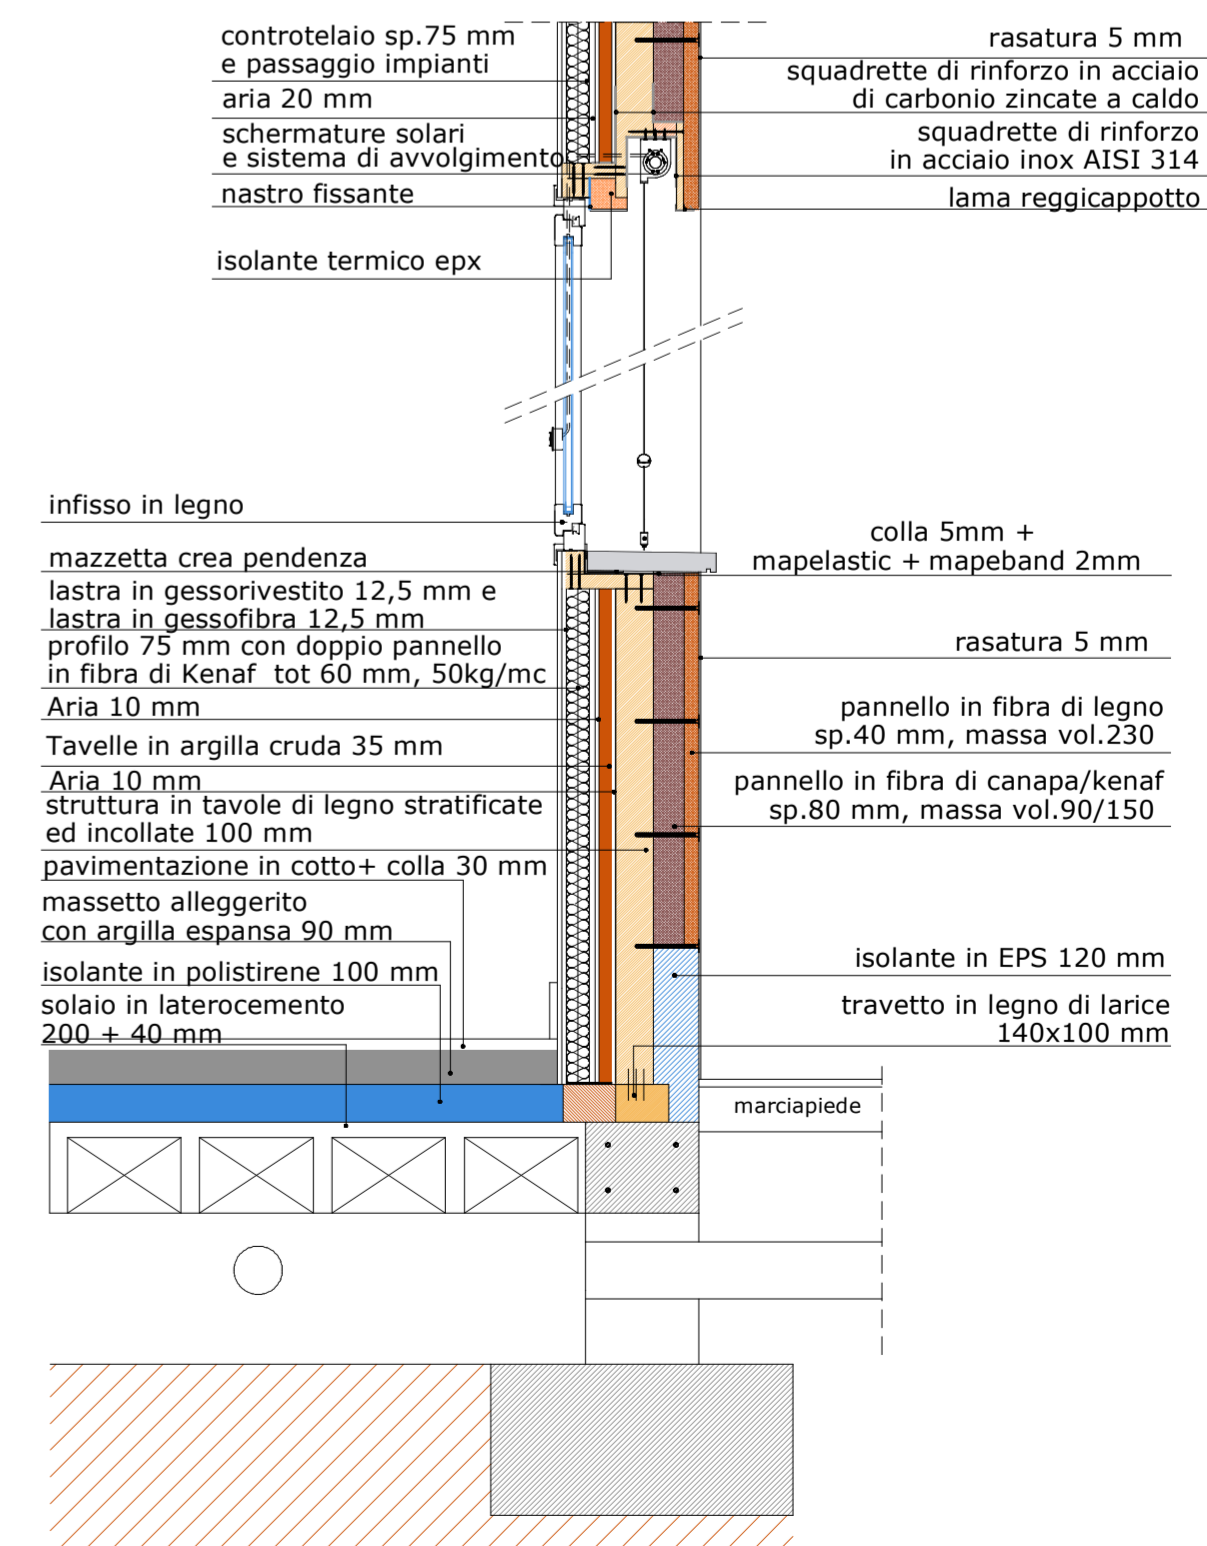 controtelaio sp.75 mm
e passaggio impianti
aria 20 mm
schermature solari
e sistema di avvolgimento
nastro fissante
isolante termico epx
rasatura 5 mm
squadrette di rinforzo in acciaio
di carbonio zincate a caldo
squadrette di rinforzo
in acciaio inox AISI 314
lama reggicappotto
infisso in legno
mazzetta crea pendenza
lastra in gessorivestito 12,5 mm e
lastra in gessofibra 12,5 mm
profilo 75 mm con doppio pannello
in fibra di Kenaf tot 60 mm, 50kg/mc
Aria 10 mm
Tavelle in argilla cruda 35 mm
Aria 10 mm
struttura in tavole di legno stratificate
ed incollate 100 mm
pavimentazione in cotto+ colla 30 mm
massetto alleggerito
con argilla espansa 90 mm
isolante in polistirene 100 mm
solaio in laterocemento
200 + 40 mm
colla 5mm +
mapelastic + mapeband 2mm
rasatura 5 mm
pannello in fibra di legno
sp.40 mm, massa vol.230
pannello in fibra di canapa/kenaf
sp.80 mm, massa vol.90/150
isolante in EPS 120 mm
travetto in legno di larice
140x100 mm
marciapiede